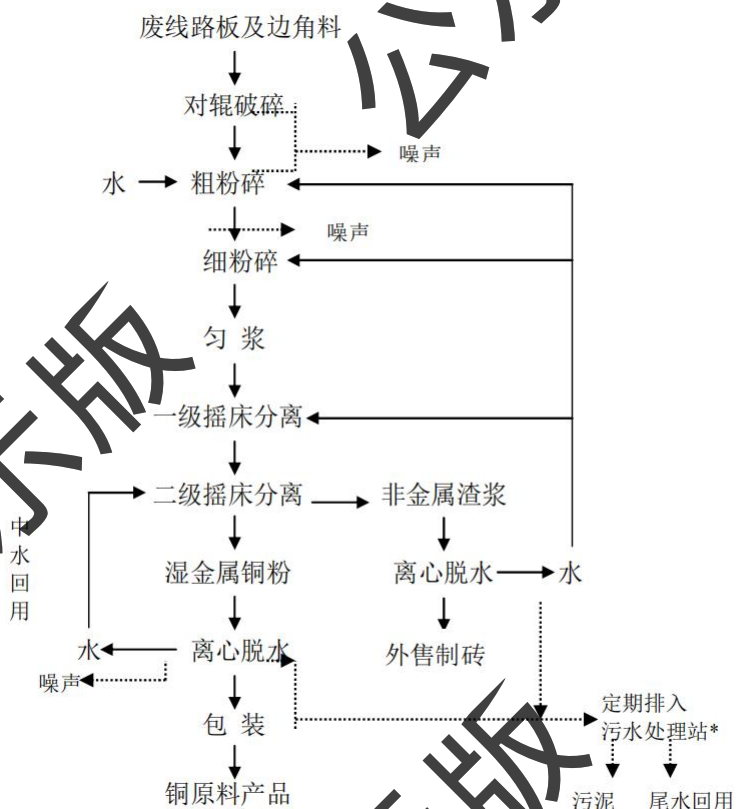 废线路板及边角料
对辊破碎
噪声
水 粗粉碎
噪声
细粉碎
匀 浆
一级摇床分离
二级摇床分离 非金属渣浆
中水回用
湿金属铜粉 离心脱水 水
水 离心脱水 外售制砖
噪声
定期排入
污水处理站*
包 装
铜原料产品 污泥 尾水回用
公
示版
版